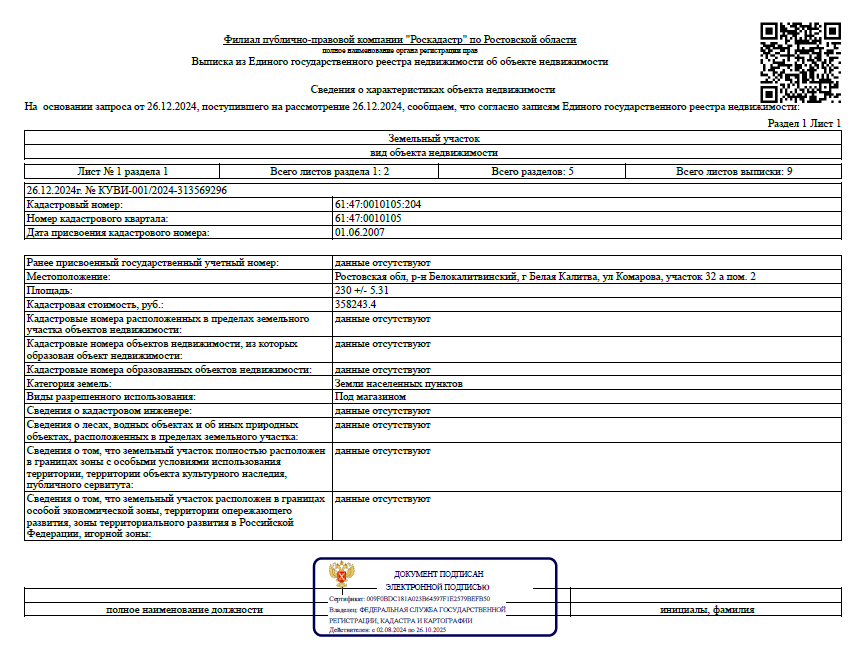 Филиал публично-правовой компании "Роскадастр" по Ростовской области
полное наименование органа регистрации прав
Выписка из Единого государственного реестра недвижимости об объекте недвижимости
Сведения о характеристиках объекта недвижимости
На основании запроса от 26.12.2024, поступившего на рассмотрение 26.12.2024, сообщаем, что согласно записям Единого государственного реестра недвижимости:
Раздел 1 Лист 1
Земельный участок
вид объекта недвижимости
Лист № 1 раздела 1 Всего листов раздела 1: 2 Всего разделов: 5 Всего листов выписки: 9
26.12.2024г. № КУВИ-001/2024-313569296
Кадастровый номер: 61:47:0010105:204
Номер кадастрового квартала: 61:47:0010105
Дата присвоения кадастрового номера: 01.06.2007
Ранее присвоенный государственный учетный номер: данные отсутствуют
Местоположение: Ростовская обл, р-н Белокалитвинский, г Белая Калитва, ул Комарова, участок 32 а пом. 2
Площадь: 230 +/- 5.31
Кадастровая стоимость, руб.: 358243.4
Кадастровые номера расположенных в пределах земельного данные отсутствуют
участка объектов недвижимости:
Кадастровые номера объектов недвижимости, из которых данные отсутствуют
образован объект недвижимости:
Кадастровые номера образованных объектов недвижимости: данные отсутствуют
Категория земель: Земли населенных пунктов
Виды разрешенного использования: Под магазином
Сведения о кадастровом инженере: данные отсутствуют
Сведения о лесах, водных объектах и об иных природных данные отсутствуют
объектах, расположенных в пределах земельного участка:
Сведения о том, что земельный участок полностью расположен данные отсутствуют
в границах зоны с особыми условиями использования
территории, территории объекта культурного наследия,
публичного сервитута:
Сведения о том, что земельный участок расположен в границах данные отсутствуют
особой экономической зоны, территории опережающего
развития, зоны территориального развития в Российской
Федерации, игорной зоны:
ДОКУМЕНТ ПОДПИСАН
ЭЛЕКТРОННОЙ ПОДПИСЬЮ
Сертификат: 009F0BDC181A023B64597F1E2579BEFB50
Владелец: ФЕДЕРАЛЬНАЯ СЛУЖБА ГОСУДАРСТВЕННОЙ
РЕГИСТРАЦИИ, КАДАСТРА И КАРТОГРАФИИ
Действителен: с 02.08.2024 по 26.10.2025
полное наименование должности инициалы, фамилия